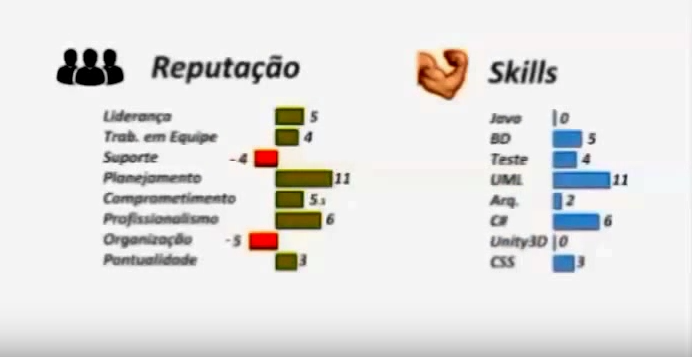 Reputação
Liderança 5
Trab. em Equipe 4
Suporte -4
Planejamento 11
Comprometimento 5
Profissionalismo 6
Organização -5
Pontualidade 3
Skills
Java 0
BD 5
Teste 4
UML 11
Arq. 2
C# 6
Unity3D 0
CSS 3